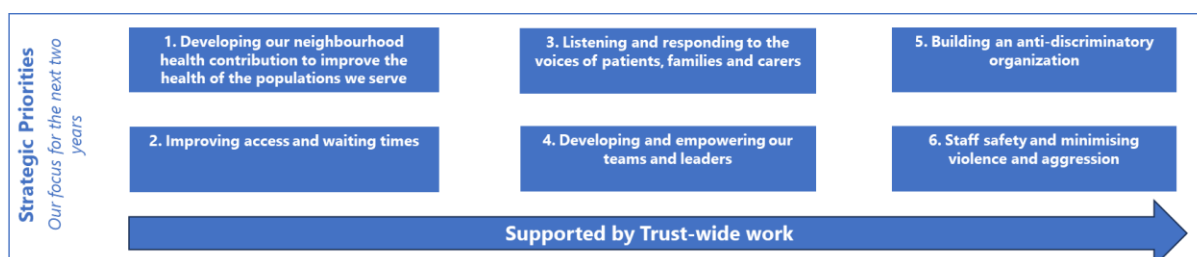 Strategic Priorities
Our focus for the next two
years
1. Developing our neighbourhood
health contribution to improve the
health of the populations we serve
2. Improving access and waiting times
3. Listening and responding to the
voices of patients, families and carers
4. Developing and empowering our
teams and leaders
5. Building an anti-discriminatory
organization
6. Staff safety and minimising
violence and aggression
Supported by Trust-wide work